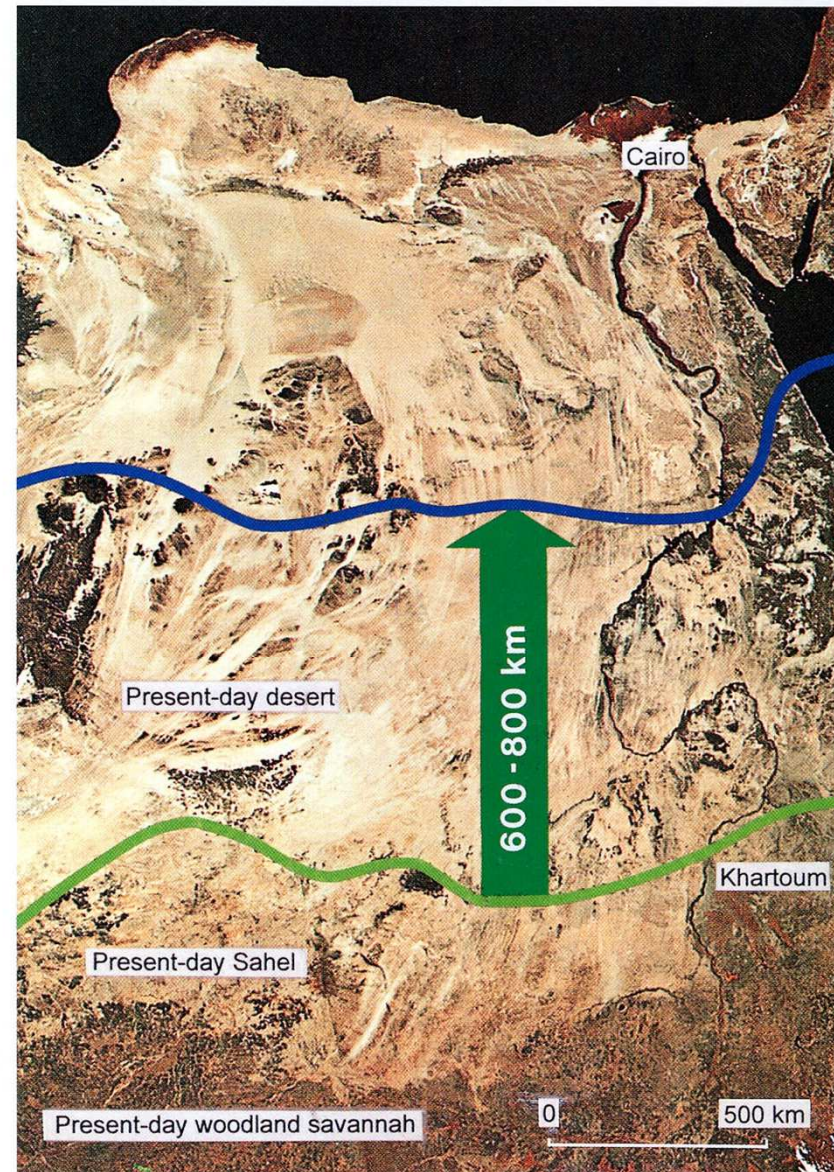 Cairo
Present-day desert
600 - 800 km
Khartoum
Present-day Sahel
Present-day woodland savannah
0
500 km